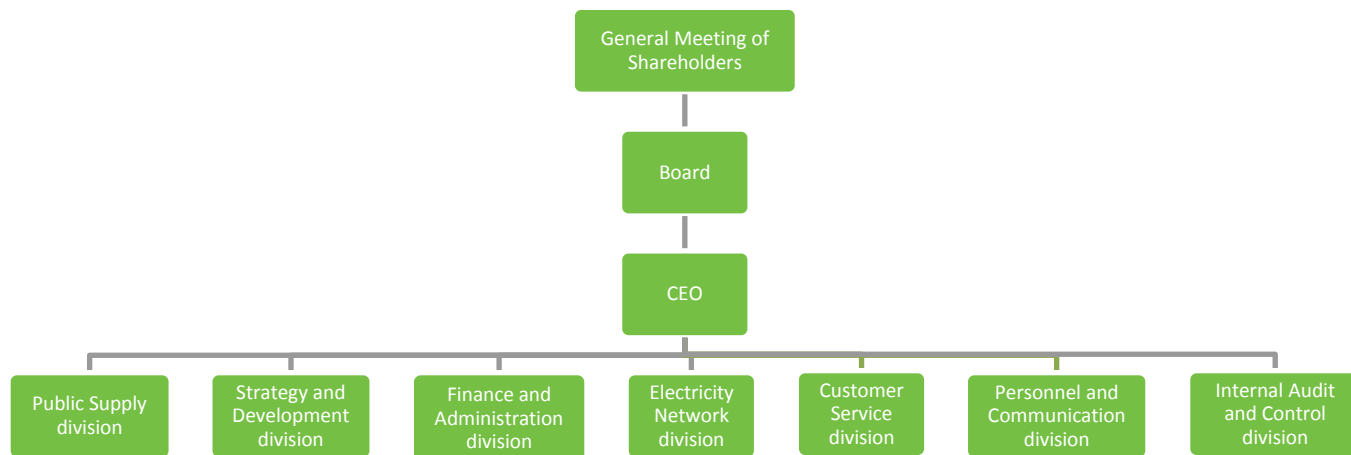 General Meeting of
Shareholders
Board
CEO
Public Supply
division
Strategy and
Development
division
Finance and
Administration
division
Electricity
Network
division
Customer
Service
division
Personnel and
Communication
division
Internal Audit
and Control
division